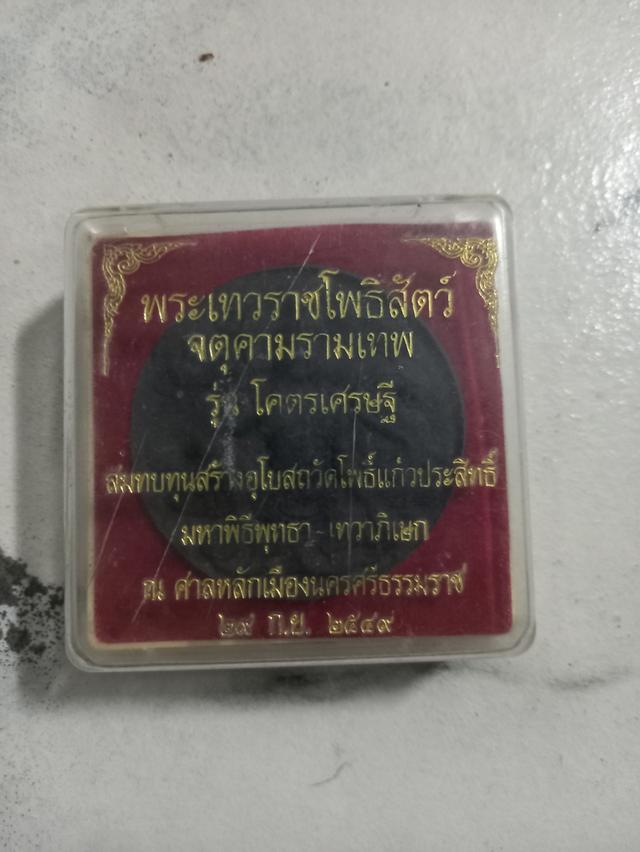 พระเทวราชโพธิสัตว์
จตุคามรามเทพ
รุ่น โคตรเศรษฐี
สมทบทุนสร้างอุโบสถวัดโพธิ์แก้วประสิทธิ์
มหาพิธีพุทธา-เทวาภิเษก
ณ ศาลหลักเมืองนครศรีธรรมราช
๒๙ ก.ย. ๒๕๔๙